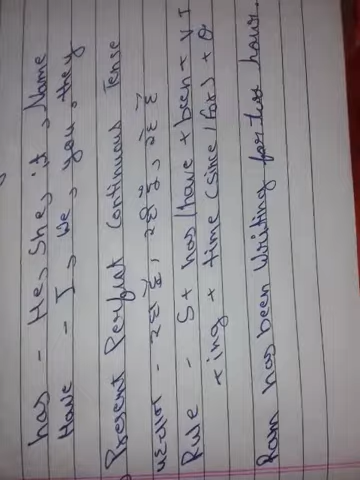 has - He, She, it, Name
Have - I, we, you, they
Present Perfect Continuous Tense
पहचान - रहा है, रही है, रहे हैं
Rule - S+ has/have + been + V I
+ ing + time (since/for) + O
Ram has been writing for
hour.